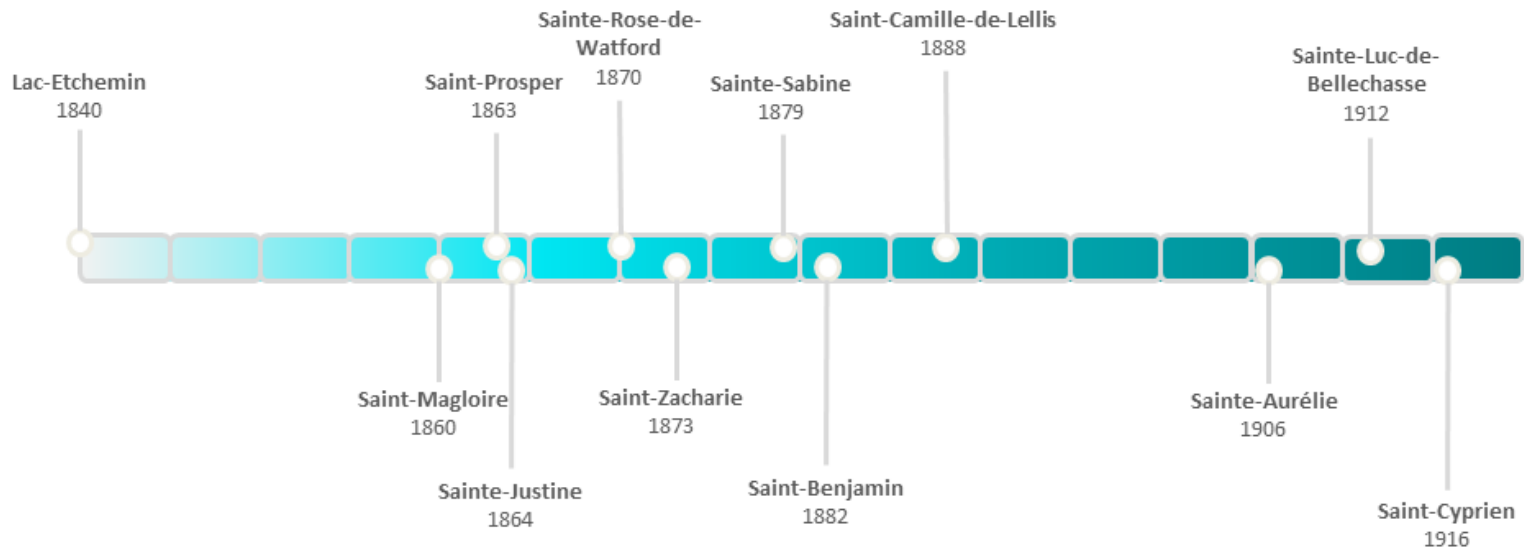 Lac-Etchemin
1840
Saint-Prosper
1863
Sainte-Rose-de-
Watford
1870
Sainte-Sabine
1879
Saint-Camille-de-Lellis
1888
Sainte-Luc-de-
Bellechasse
1912
Saint-Magloire
1860
Sainte-Justine
1864
Saint-Zacharie
1873
Saint-Benjamin
1882
Sainte-Aurélie
1906
Saint-Cyprien
1916